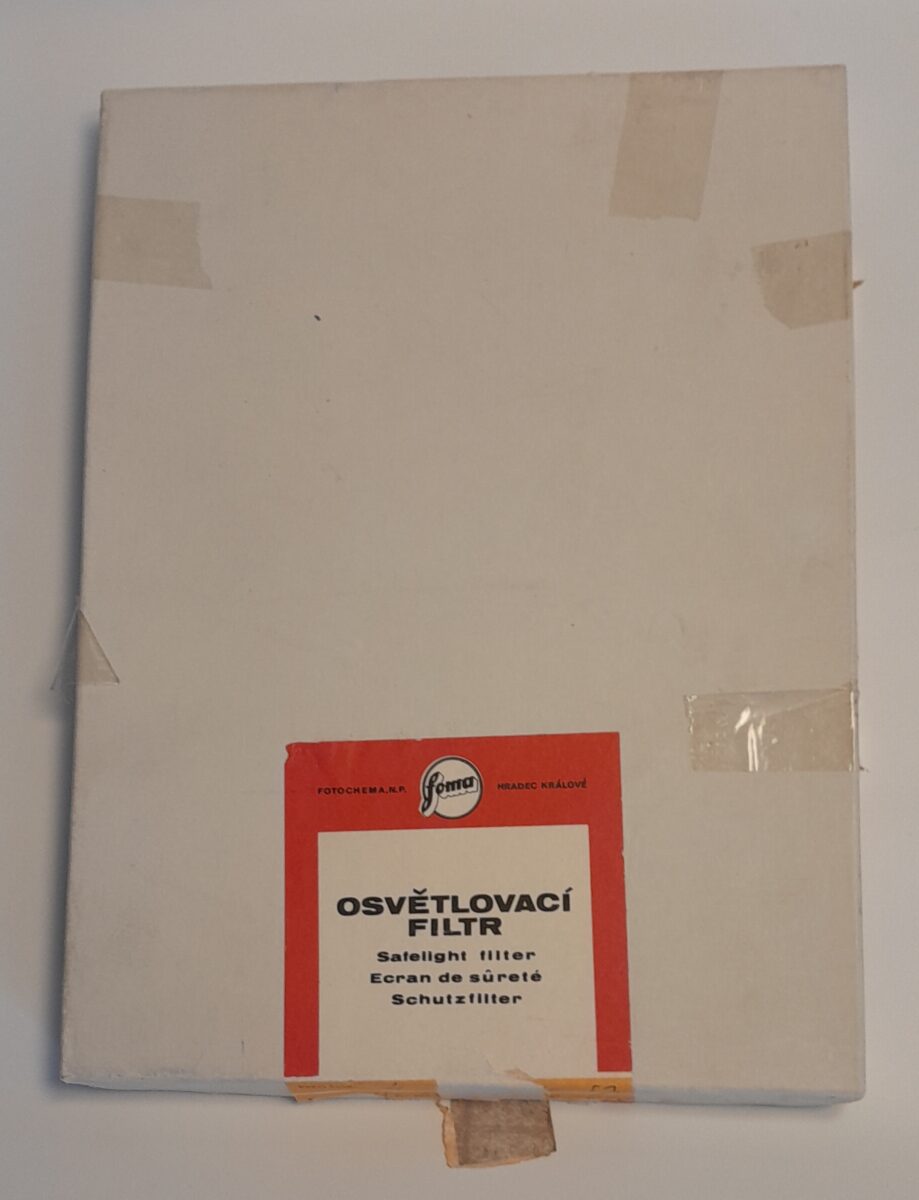 FOTOCHEMA, N.P. foma HRADEC KRÁLOVÉ
OSVĚTLOVACÍ
FILTR
Safelight filter
Ecran de sûreté
Schutzfilter